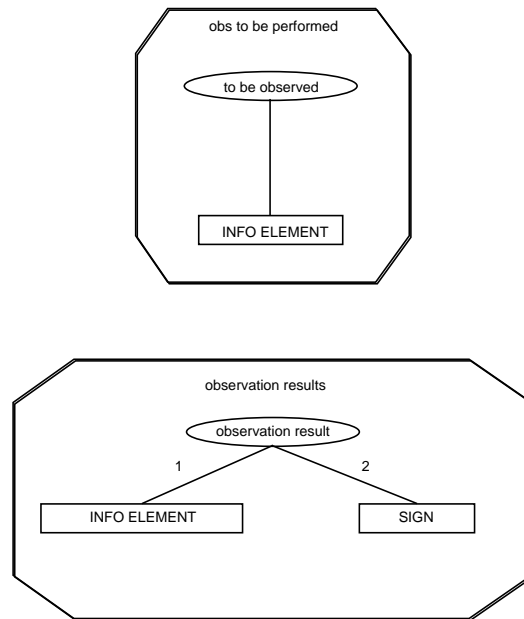 obs to be performed
to be observed
INFO ELEMENT
observation results
observation result
1
2
INFO ELEMENT
SIGN